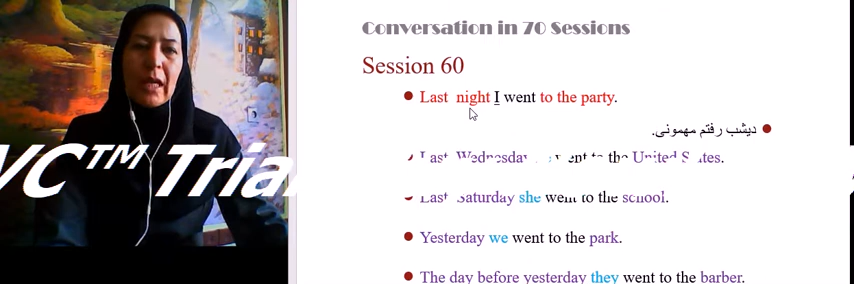 Conversation in 70 Sessions
Session 60
Last night I went to the party.
دیشب رفتم مهمونی.
Last Wednesday went to the United States.
Last Saturday she went to the school.
Yesterday we went to the park.
The day before yesterday they went to the barber.
VC™ Trial